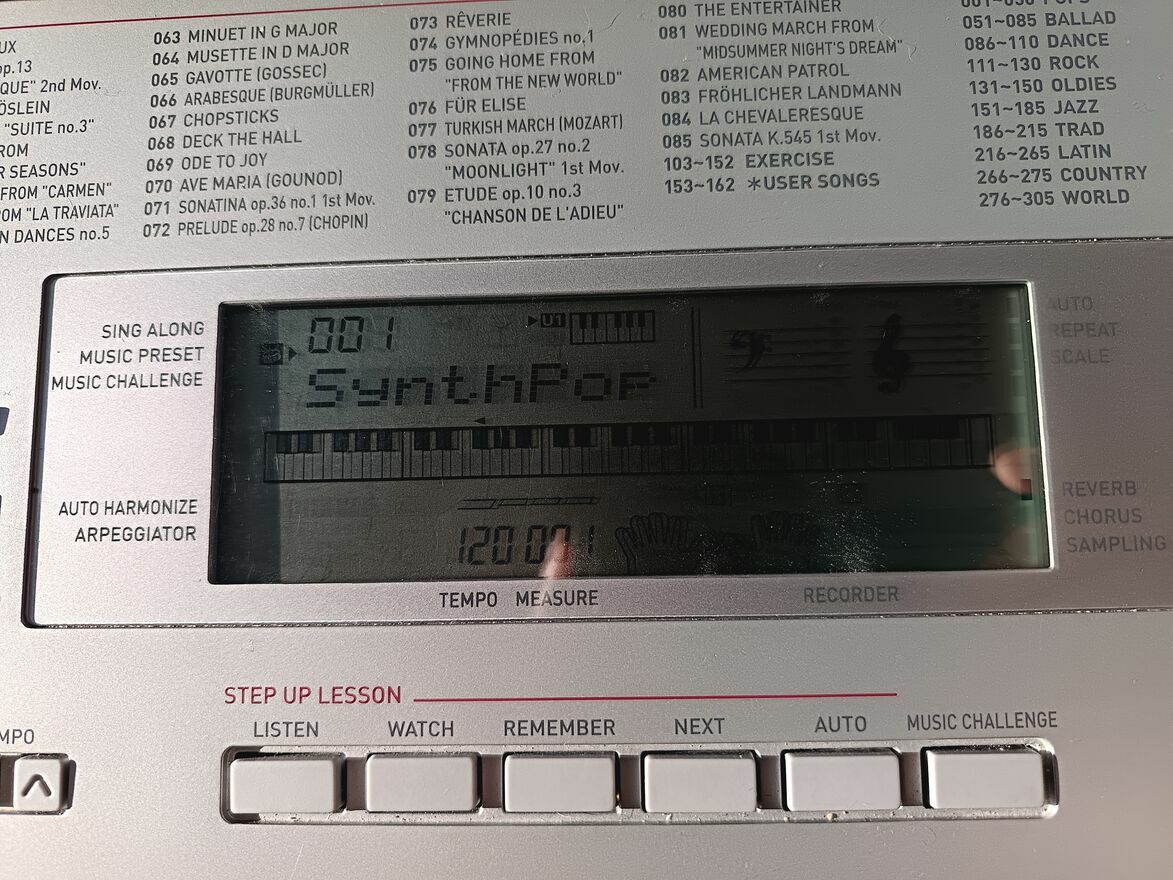 UX
op.13
QUE" 2nd Mov.
ÖSLEIN
"SUITE no.3"
ROM
R SEASONS"
FROM "CARMEN"
OM "LA TRAVIATA"
N DANCES no.5
063 MINUET IN G MAJOR
064 MUSETTE IN D MAJOR
065 GAVOTTE (GOSSEC)
066 ARABESQUE (BURGMÜLLER)
067 CHOPSTICKS
068 DECK THE HALL
069 ODE TO JOY
070 AVE MARIA (GOUNOD)
071 SONATINA op.36 no.1 1st Mov.
072 PRELUDE op.28 no.7 (CHOPIN)
073 RÊVERIE
074 GYMNOPÉDIES no.1
075 GOING HOME FROM
"FROM THE NEW WORLD"
076 FÜR ELISE
077 TURKISH MARCH (MOZART)
078 SONATA op.27 no.2
"MOONLIGHT" 1st Mov.
079 ETUDE op.10 no.3
"CHANSON DE L'ADIEU"
080 THE ENTERTAINER
081 WEDDING MARCH FROM
"MIDSUMMER NIGHT'S DREAM"
082 AMERICAN PATROL
083 FRÖHLICHER LANDMANN
084 LA CHEVALERESQUE
085 SONATA K.545 1st Mov.
103~152 EXERCISE
153~162 ＊USER SONGS
051~085 BALLAD
086~110 DANCE
111~130 ROCK
131~150 OLDIES
151~185 JAZZ
186~215 TRAD
216~265 LATIN
266~275 COUNTRY
276~305 WORLD
SING ALONG
MUSIC PRESET
MUSIC CHALLENGE
AUTO HARMONIZE
ARPEGGIATOR
001
U1
SynthPop
120 001
AUTO
REPEAT
SCALE
REVERB
CHORUS
SAMPLING
TEMPO MEASURE
RECORDER
STEP UP LESSON
MPO
LISTEN
WATCH
REMEMBER
NEXT
AUTO
MUSIC CHALLENGE